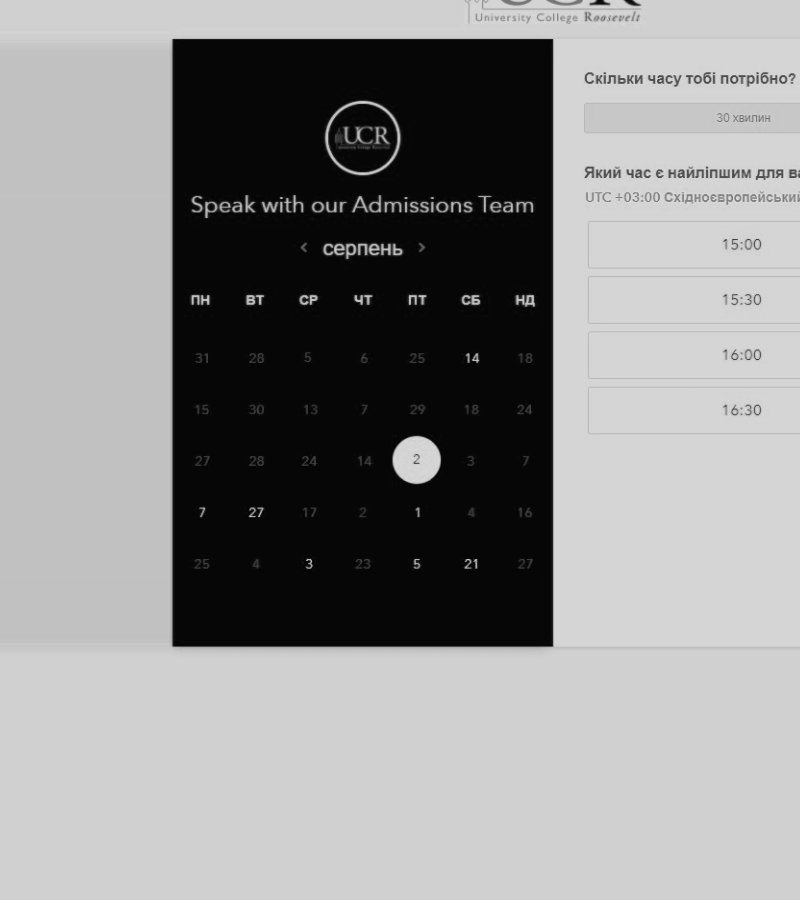 UCR
University College Roosevelt
UCR
Speak with our Admissions Team
‹ серпень ›
ПН ВТ СР ЧТ ПТ СБ НД
31 28 5 6 25 14 18
15 30 13 7 29 18 24
27 28 24 14 2 3 7
7 27 17 2 1 4 16
25 4 3 23 5 21 27
Скільки часу тобі потрібно?
30 хвилин
Який час є найліпшим для ва
UTC +03:00 Східноєвропейський
15:00
15:30
16:00
16:30